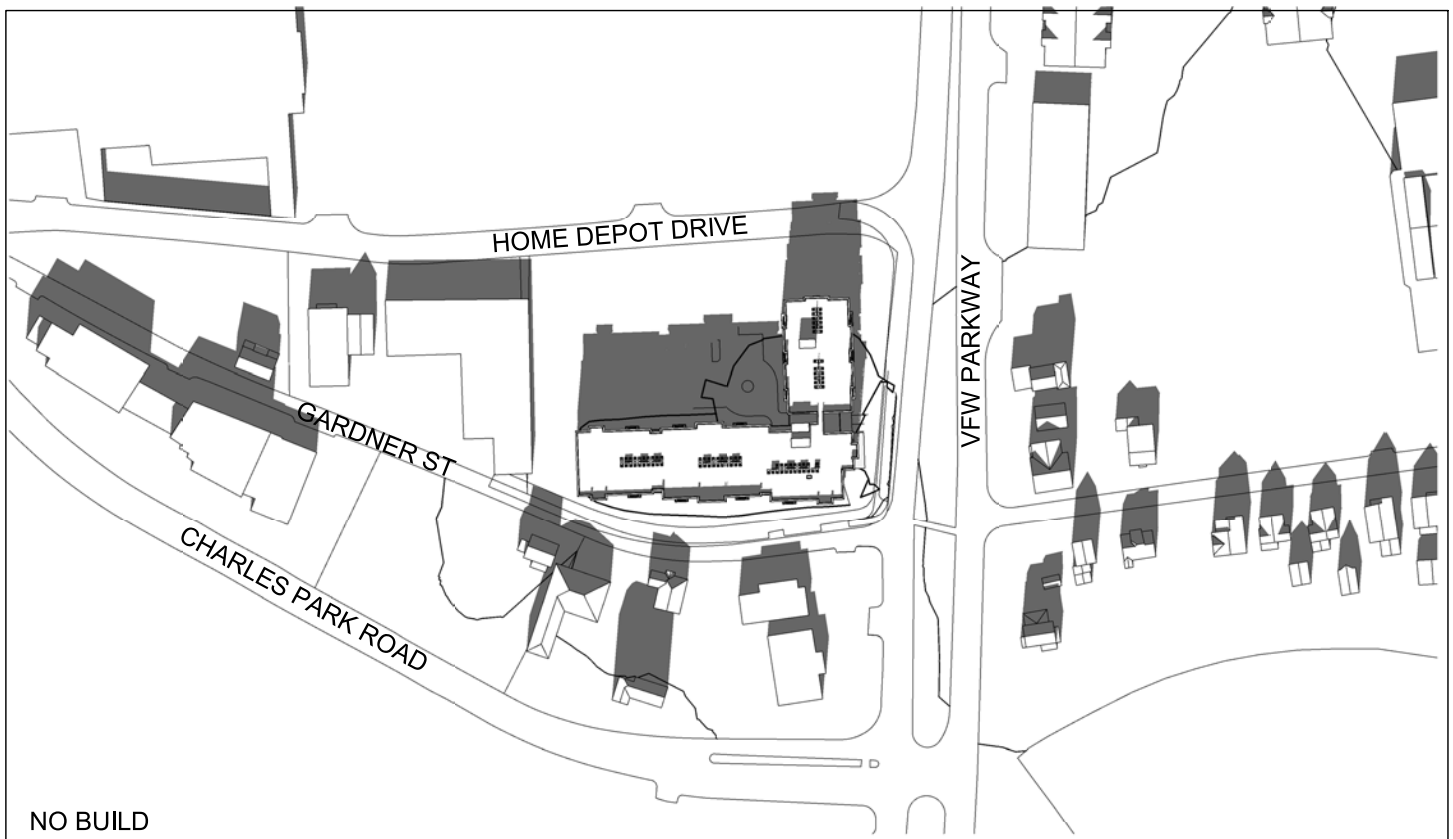 HOME DEPOT DRIVE
VFW PARKWAY
GARDNER ST
CHARLES PARK ROAD
NO BUILD